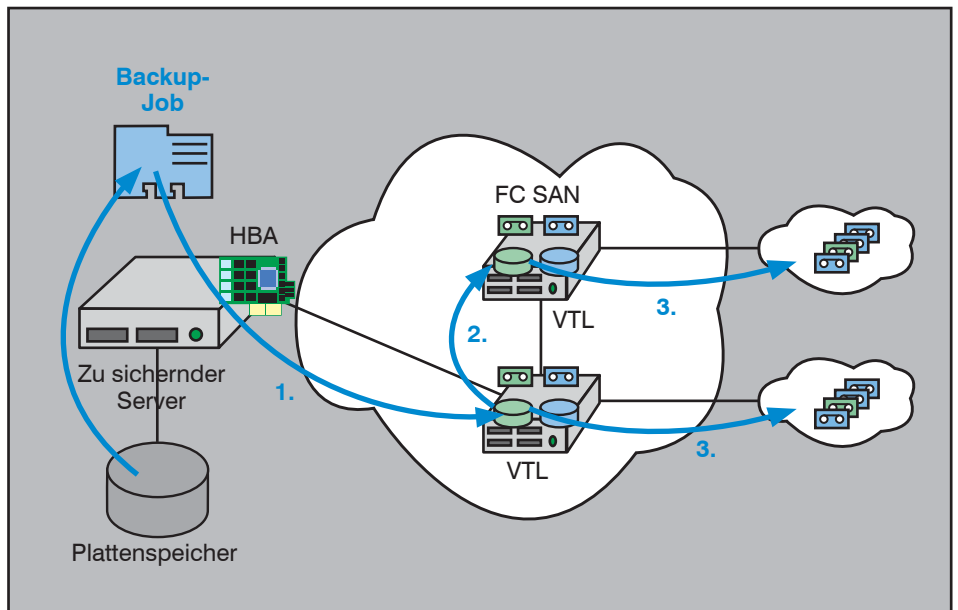 Backup-
Job
HBA
FC SAN
VTL
2.
3.
Zu sichernder
Server
1.
VTL
3.
Plattenspeicher